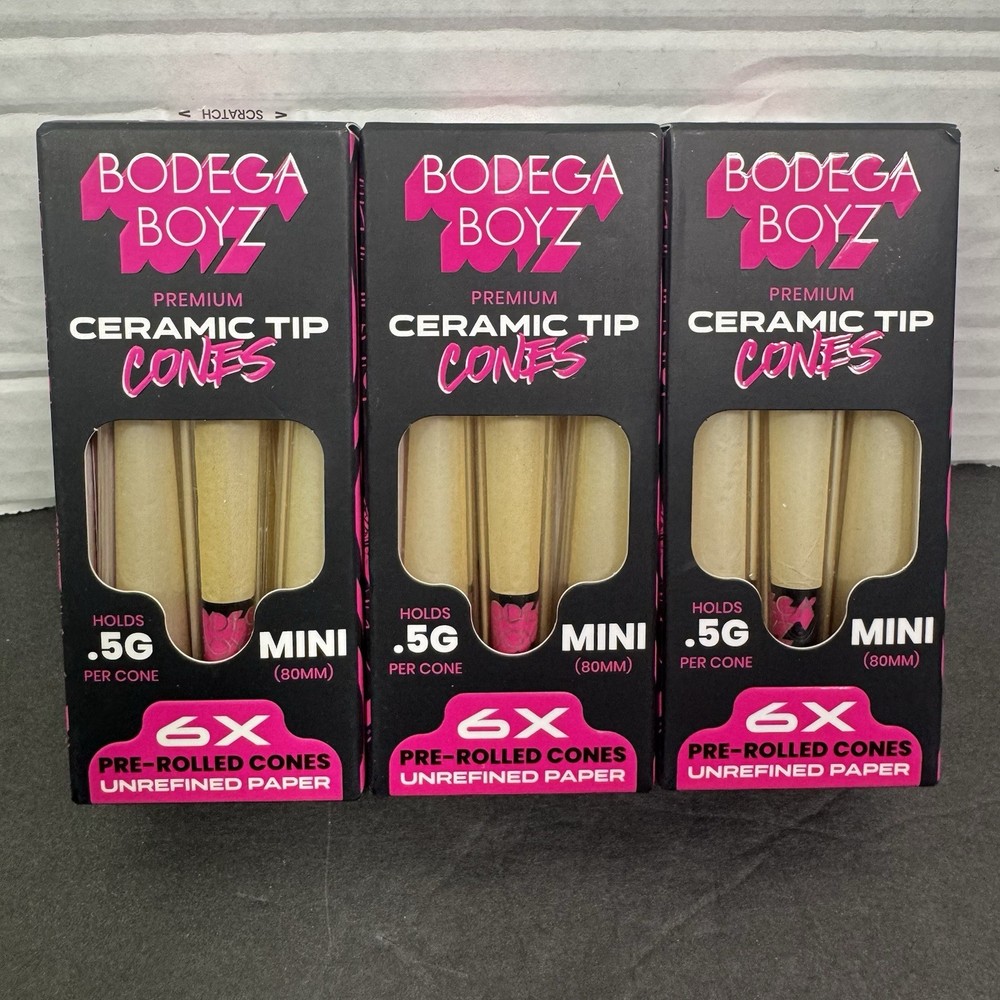 < SCRATCH >
BODEGA
BOYZ
PREMIUM
CERAMIC TIP
CONES
HOLDS
.5G
PER CONE
MINI
(80MM)
6X
PRE-ROLLED CONES
UNREFINED PAPER
BODEGA
BOYZ
PREMIUM
CERAMIC TIP
CONES
HOLDS
.5G
PER CONE
MINI
(80MM)
6X
PRE-ROLLED CONES
UNREFINED PAPER
BODEGA
BOYZ
PREMIUM
CERAMIC TIP
CONES
HOLDS
.5G
PER CONE
MINI
(80MM)
6X
PRE-ROLLED CONES
UNREFINED PAPER